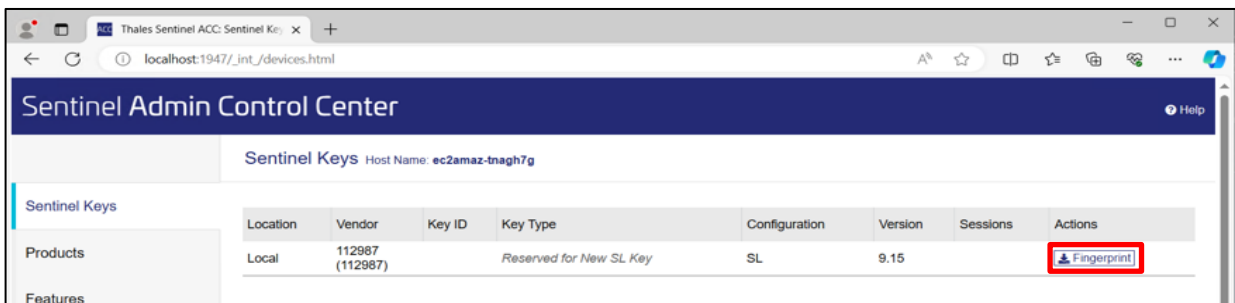 ACC Thales Sentinel ACC: Sentinel Key
localhost:1947/_int_/devices.html
Sentinel Admin Control Center
Help
Sentinel Keys Host Name: ec2amaz-tnagh7g
Sentinel Keys
Location Vendor Key ID Key Type Configuration Version Sessions Actions
Products
Local 112987 (112987) Reserved for New SL Key SL 9.15 Fingerprint
Features